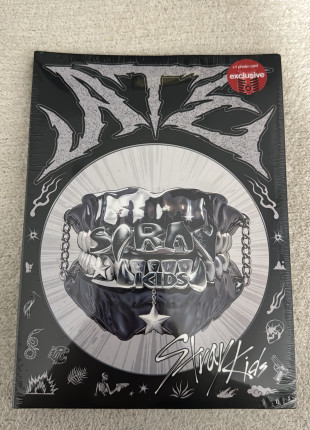 +1 photo card
exclusive
ATE
STRAY
KIDS
Stray Kids